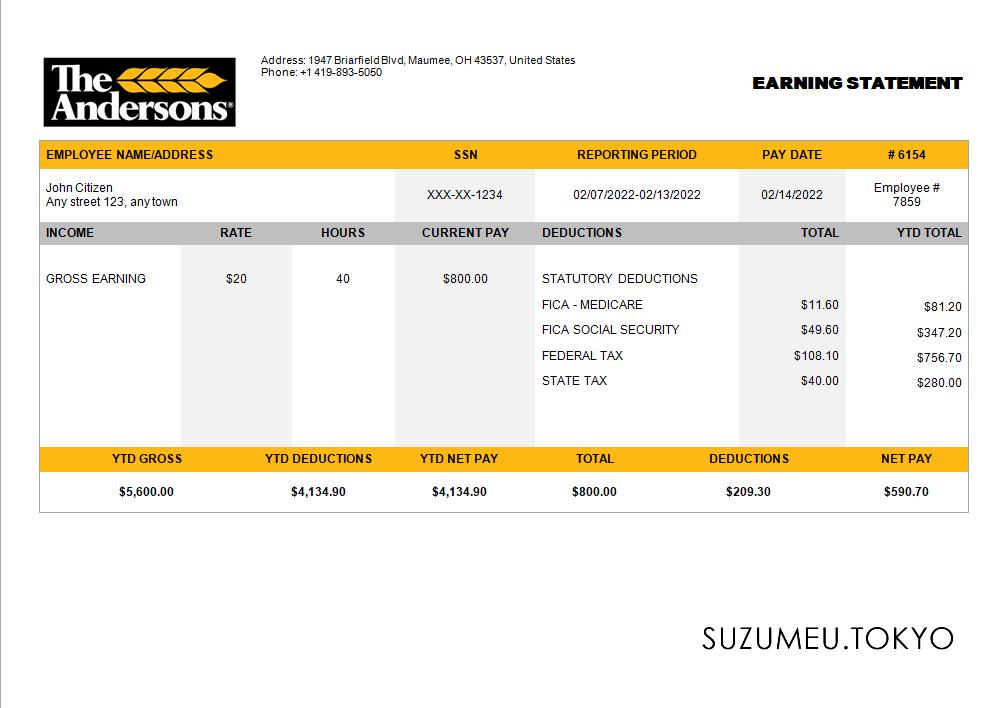 The
Andersons®
Address: 1947 Briarfield Blvd, Maumee, OH 43537, United States
Phone: +1 419-893-5050
EARNING STATEMENT
EMPLOYEE NAME/ADDRESS SSN REPORTING PERIOD PAY DATE # 6154
John Citizen
Any street 123, any town
XXX-XX-1234 02/07/2022-02/13/2022 02/14/2022
Employee #
7859
INCOME RATE HOURS CURRENT PAY DEDUCTIONS TOTAL YTD TOTAL
GROSS EARNING $20 40 $800.00 STATUTORY DEDUCTIONS
FICA - MEDICARE $11.60 $81.20
FICA SOCIAL SECURITY $49.60 $347.20
FEDERAL TAX $108.10 $756.70
STATE TAX $40.00 $280.00
YTD GROSS YTD DEDUCTIONS YTD NET PAY TOTAL DEDUCTIONS NET PAY
$5,600.00 $4,134.90 $4,134.90 $800.00 $209.30 $590.70
SUZUMEU.TOKYO